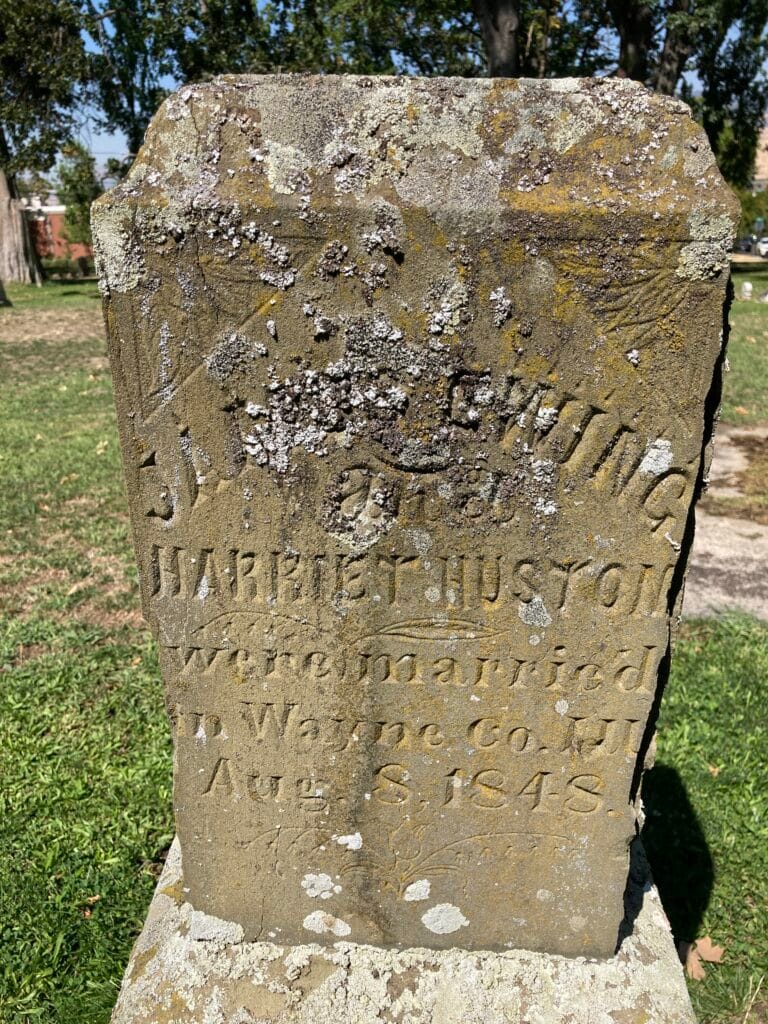 EWING
and
HARRIET HUSTON
were married
in Wayne Co. Ill
Aug. 8, 1848.